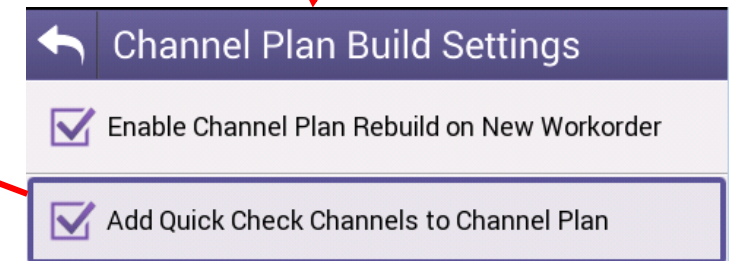 Channel Plan Build Settings
Enable Channel Plan Rebuild on New Workorder
Add Quick Check Channels to Channel Plan